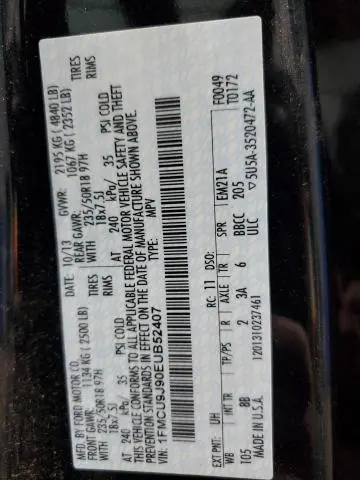 MFD. BY FORD MOTOR CO.
10/13
GVWR: 2195 KG ( 4840 LB)
FRONT GAWR: 1134 KG ( 2500 LB)
REAR GAWR: 1067 KG ( 2352 LB)
235/50R18 97H TIRES WITH 235/50R18 97H TIRES
18x7.5J RIMS 18x7.5J RIMS
AT 240 kPa/ 35 PSI COLD AT 240 kPa/ 35 PSI COLD
THIS VEHICLE CONFORMS TO ALL APPLICABLE FEDERAL MOTOR VEHICLE SAFETY AND THEFT
PREVENTION STANDARDS IN EFFECT ON THE DATE OF MANUFACTURE SHOWN ABOVE.
VIN: 1FMCU9J90EUB52407
TYPE: MPV
F0049
T0172
EXT PNT: UH RC: 11 DSO:
WB INT TR TP/PS R AXLE TR SPR EM21A
105 8B 2 3A 6 BBCC 205
MADE IN U.S.A. 1201310237461 ULC 5U5A-3520472-AA